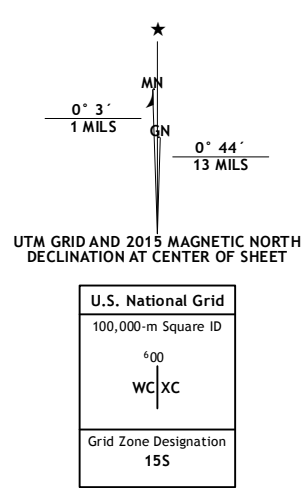 ★
MN
0° 3´
1 MILS
GN
0° 44´
13 MILS
UTM GRID AND 2015 MAGNETIC NORTH
DECLINATION AT CENTER OF SHEET
U.S. National Grid
100,000-m Square ID
⁶00
WC XC
Grid Zone Designation
15S